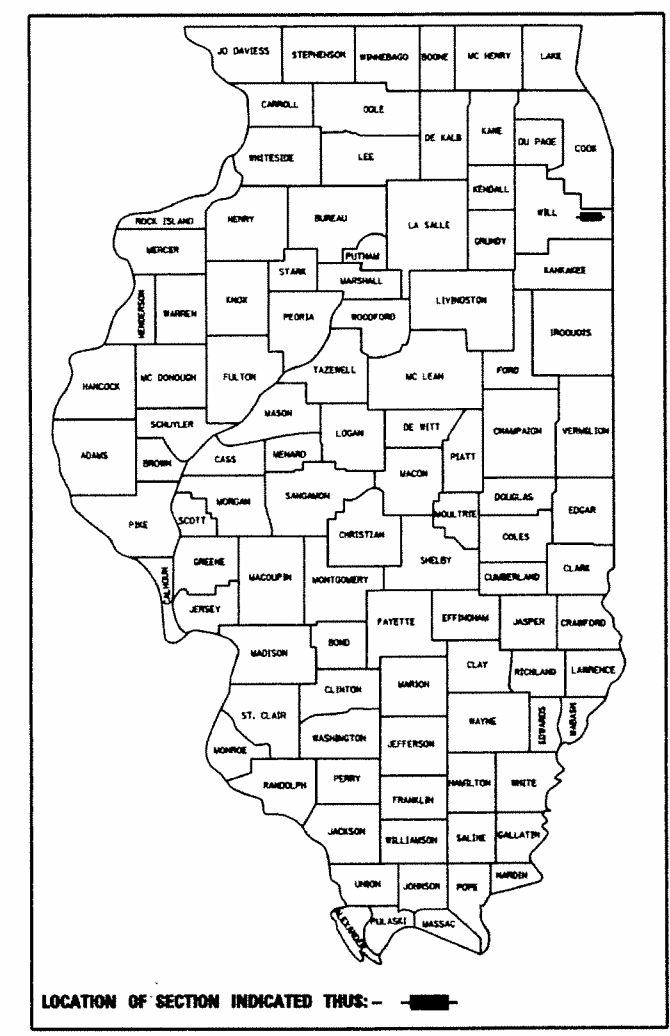 JO DAVIESS STEPHENSON WINNEBAGO BOONE MC HENRY LAKE
CARROLL OGLE DE KALB KANE DU PAGE COOK
WHITESIDE LEE KENDALL
ROCK ISLAND HENRY BUREAU LA SALLE GRUNDY WILL
MERCER STARK PUTNAM MARSHALL KANKAKEE
HENDERSON WARREN KNOX PEORIA WOODFORD LIVINGSTON IROQUOIS
HANCOCK MC DONOUGH FULTON TAZEWELL MC LEAN FORD
SCHUYLER MASON LOGAN DE WITT CHAMPAIGN VERMILION
ADAMS BROWN CASS MENARD MACON PIATT
PIKE SCOTT MORGAN SANGAMON CHRISTIAN MOULTRIE DOUGLAS EDGAR
COLES
CALHOUN GREENE MACOUPIN MONTGOMERY SHELBY CUMBERLAND CLARK
JERSEY FAYETTE EFFINGHAM JASPER CRAWFORD
MADISON BOND CLAY RICHLAND LAWRENCE
CLINTON MARION
ST. CLAIR WASHINGTON JEFFERSON WAYNE EDWARDS WABASH
MONROE
RANDOLPH PERRY FRANKLIN HAMILTON WHITE
JACKSON WILLIAMSON SALINE GALLATIN
UNION JOHNSON POPE HARDIN
ALEXANDER PULASKI MASSAC
LOCATION OF SECTION INDICATED THUS:-